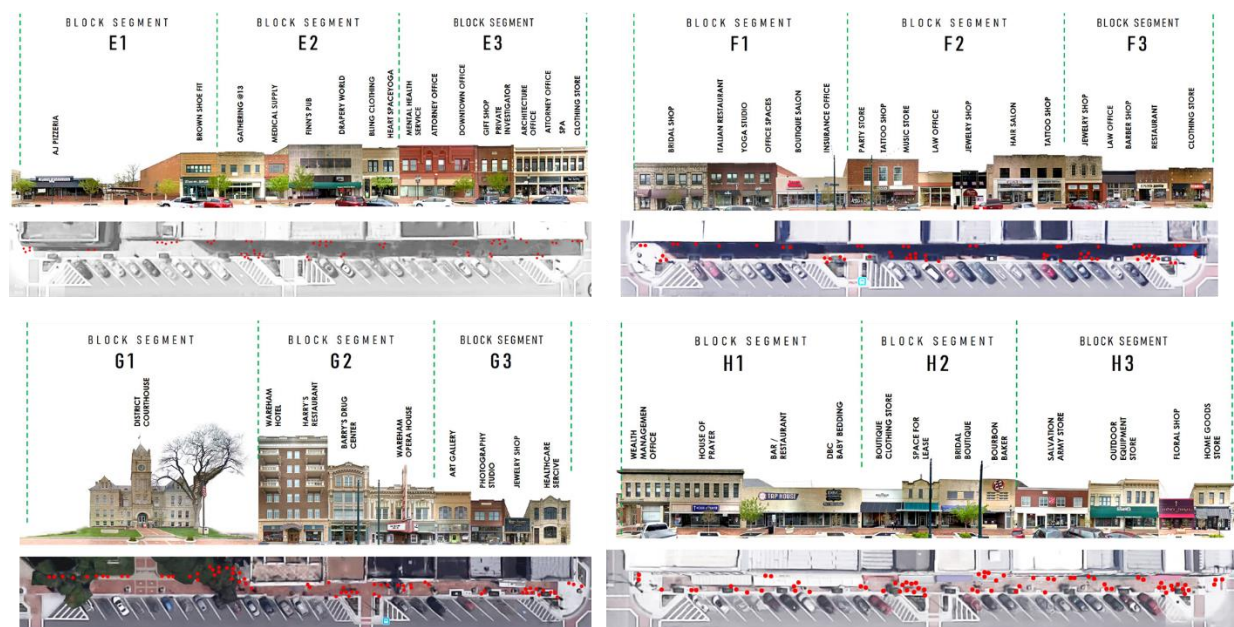 BLOCK SEGMENT
E1
BLOCK SEGMENT
E2
BLOCK SEGMENT
E3
AJ PIZZERIA
BROWN SHOE FIT
GATHERING @13
MEDICAL SUPPLY
FINN'S PUB
DRAPERY WORLD
BLING CLOTHING
HEART SPACEYOGA
MENTAL HEALTH
SERVICE
ATTORNEY OFFICE
DOWNTOWN OFFICE
GIFT SHOP
PRIVATE
INVESTIGATOR
ARCHITECTURE
OFFICE
ATTORNEY OFFICE
SPA
CLOTHING STORE
BLOCK SEGMENT
F1
BLOCK SEGMENT
F2
BLOCK SEGMENT
F3
BRIDAL SHOP
ITALIAN RESTAURANT
YOGA STUDIO
OFFICE SPACES
BOUTIQUE SALON
INSURANCE OFFICE
PARTY STORE
TATTOO SHOP
MUSIC STORE
LAW OFFICE
JEWELRY SHOP
HAIR SALON
TATTOO SHOP
JEWELRY SHOP
LAW OFFICE
BARBER SHOP
RESTAURANT
CLOTHING STORE
BLOCK SEGMENT
G1
BLOCK SEGMENT
G2
BLOCK SEGMENT
G3
DISTRICT
COURTHOUSE
WAREHAM
HOTEL
HARRY'S
RESTAURANT
BARRY'S DRUG
CENTER
WAREHAM
OPERA HOUSE
ART GALLERY
PHOTOGRAPHY
STUDIO
JEWELRY SHOP
HEALTHCARE
SERCIVE
BLOCK SEGMENT
H1
BLOCK SEGMENT
H2
BLOCK SEGMENT
H3
WEALTH
MANAGEMEN
OFFICE
HOUSE OF
PRAYER
BAR /
RESTAURANT
DBC
BABY BEDDING
BOUTIQUE
CLOTHING STORE
SPACE FOR
LEASE
BRIDAL
BOUTIQUE
BOURBON
BAKER
SALVATION
ARMY STORE
OUTDOOR
EQUIPMENT
STORE
FLORAL SHOP
HOME GOODS
STORE